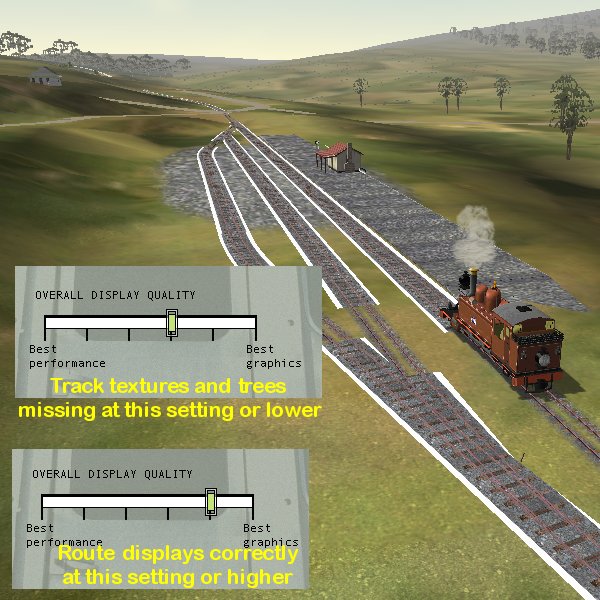 OVERALL DISPLAY QUALITY
Best performance
Best graphics
Track textures and trees
missing at this setting or lower
OVERALL DISPLAY QUALITY
Best performance
Best graphics
Route displays correctly
at this setting or higher